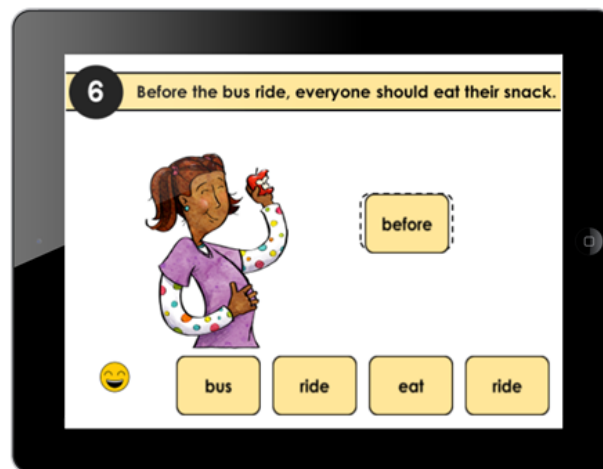 6 Before the bus ride, everyone should eat their snack.
before
bus ride eat ride